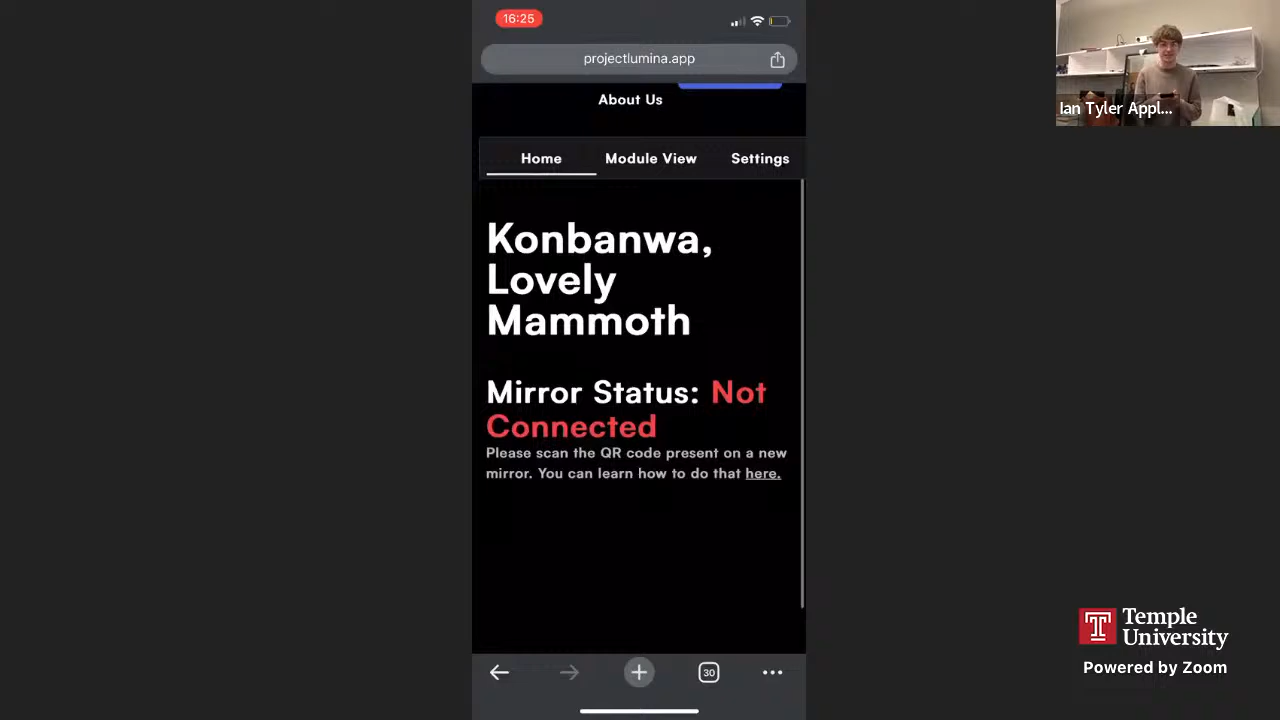 16:25
projectlumina.app
About Us
Home Module View Settings
Konbanwa,
Lovely
Mammoth
Mirror Status: Not
Connected
Please scan the QR code present on a new
mirror. You can learn how to do that here.
30
Ian Tyler Appl...
T Temple
University
Powered by Zoom